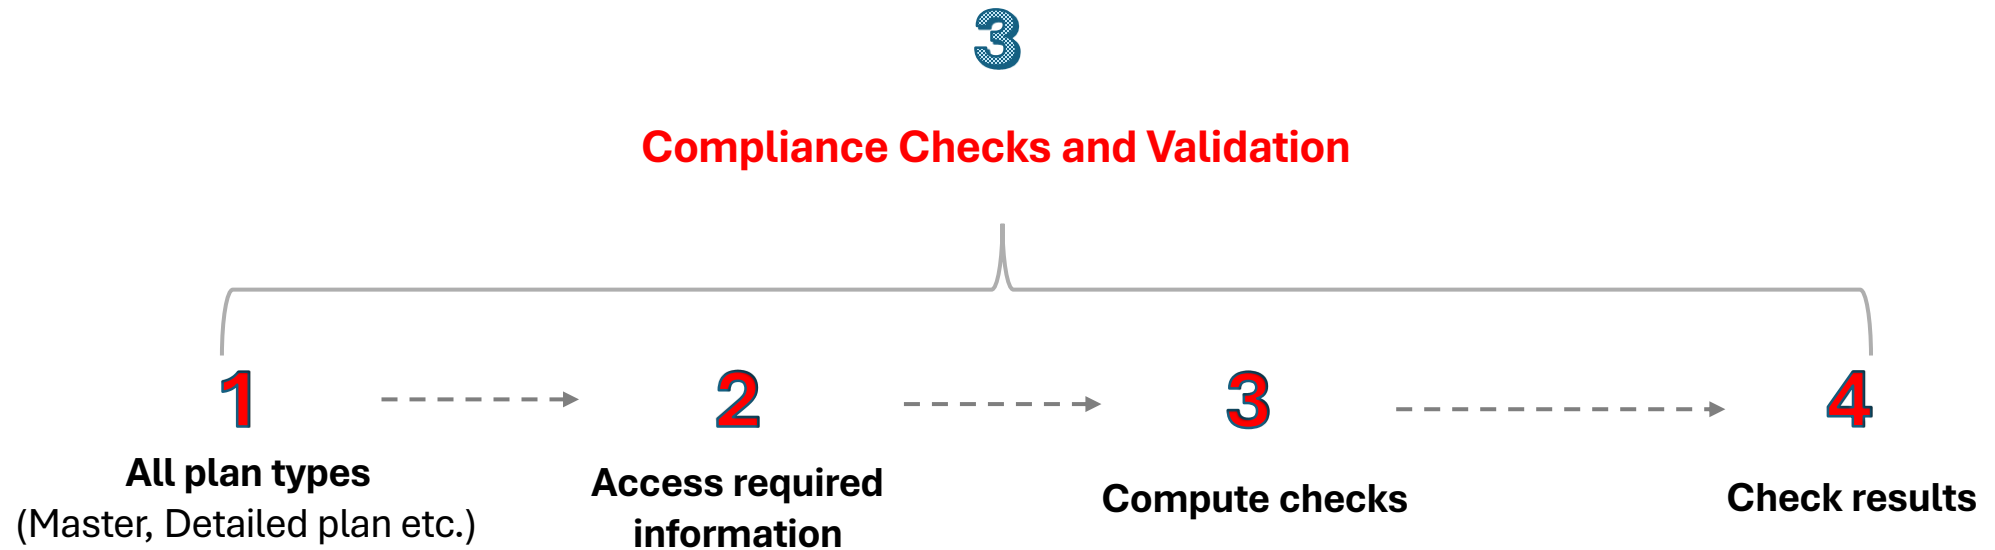 3
Compliance Checks and Validation
1
2
3
4
All plan types
(Master, Detailed plan etc.)
Access required
information
Compute checks
Check results